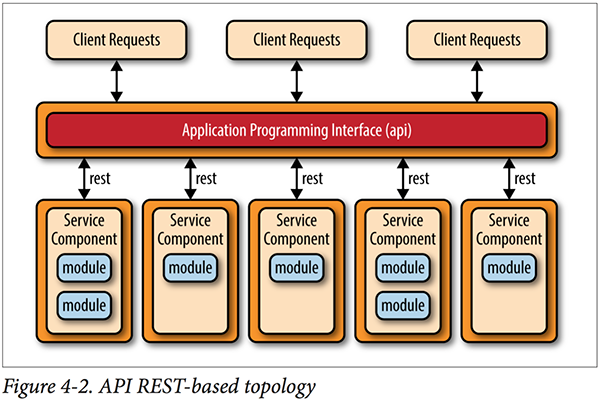 Client Requests
Client Requests
Client Requests
Application Programming Interface (api)
rest
rest
rest
rest
rest
Service
Component
module
module
Service
Component
module
Service
Component
module
Service
Component
module
module
Service
Component
module
Figure 4-2. API REST-based topology